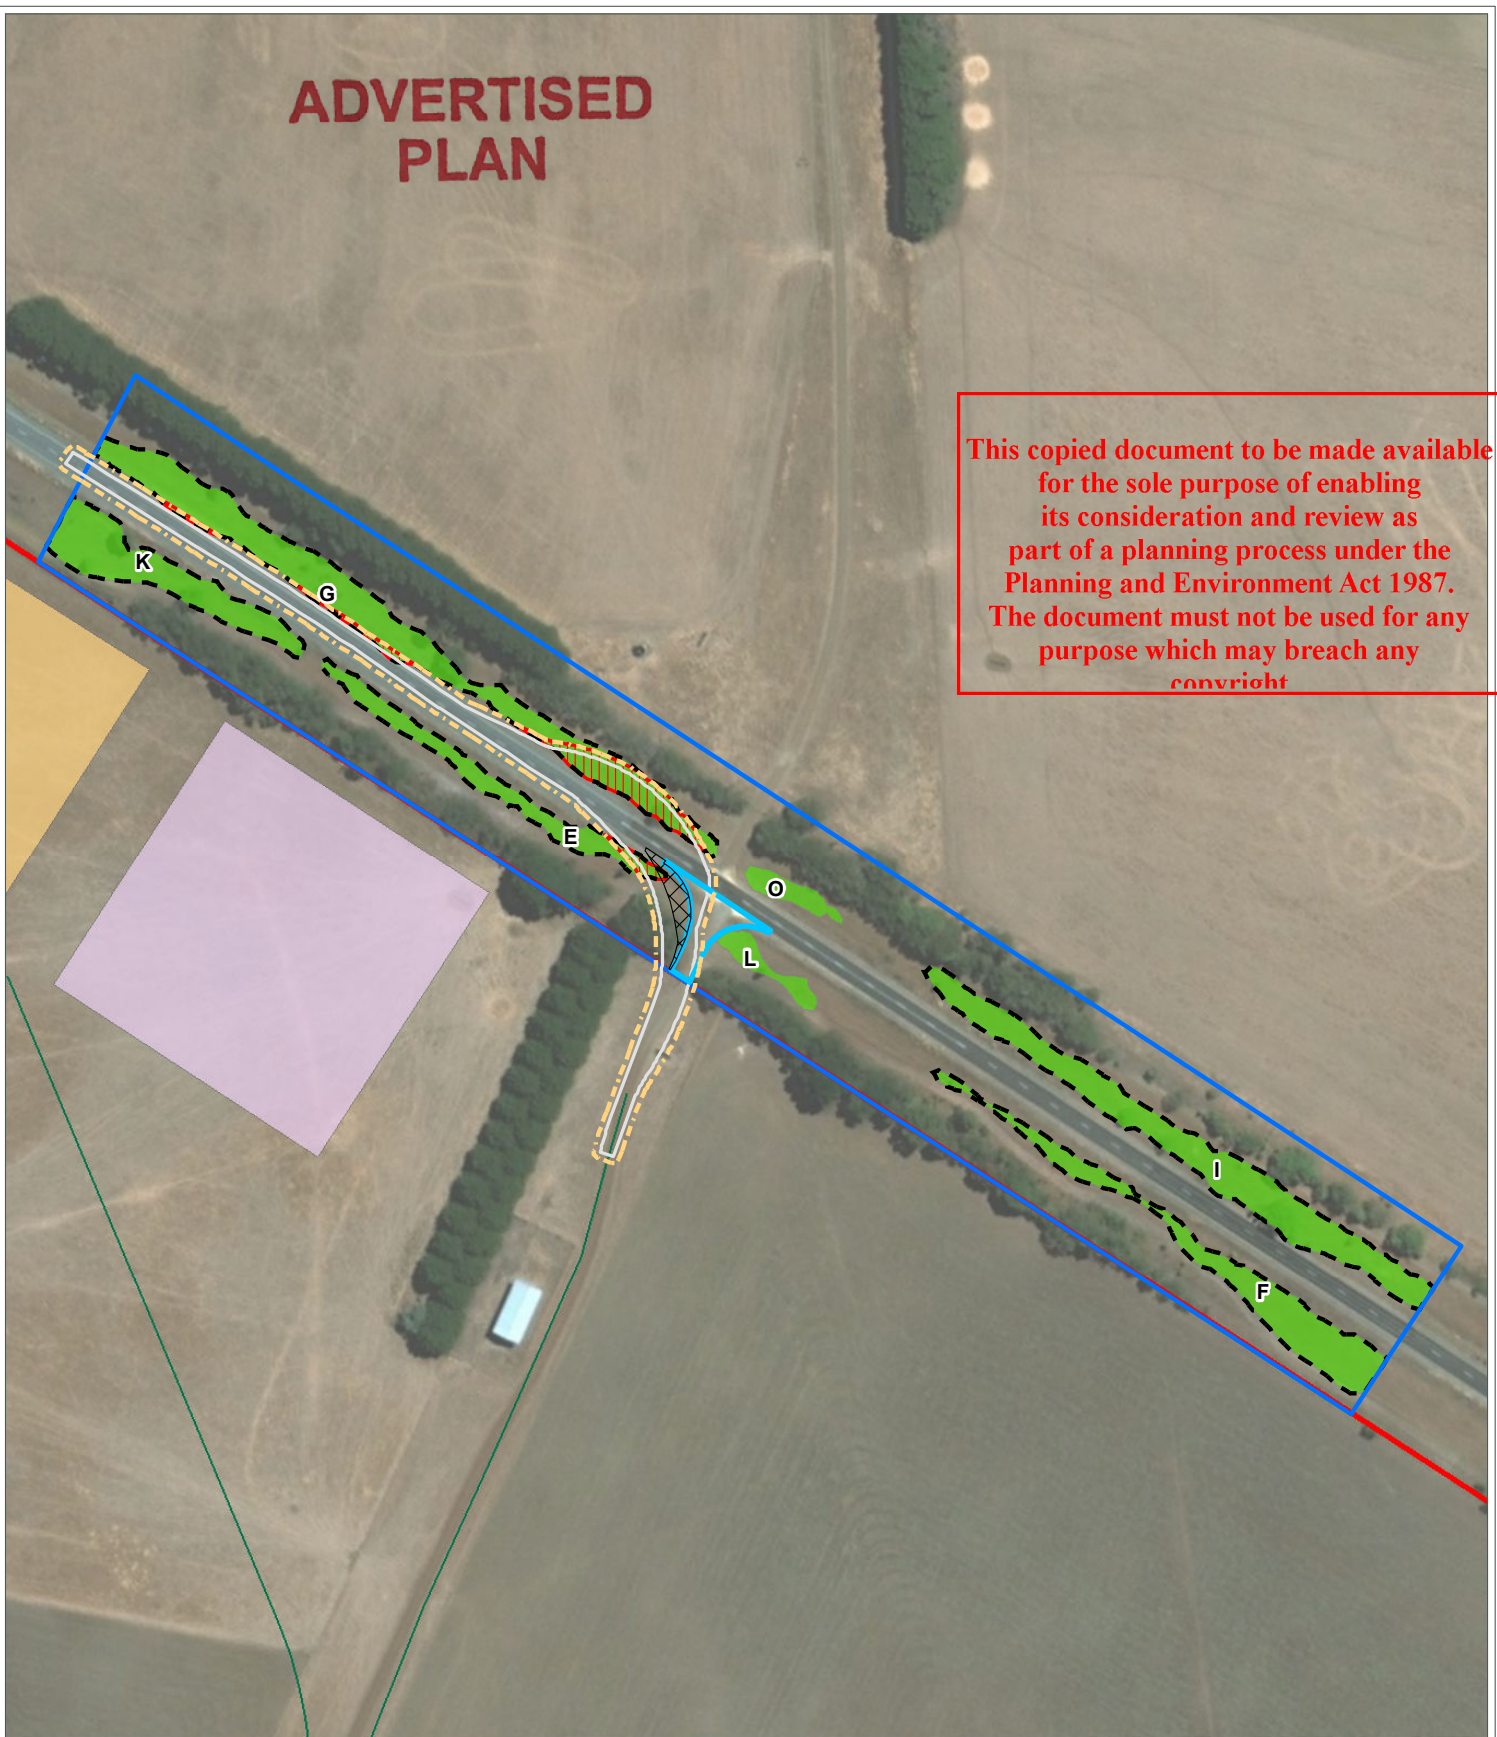 ADVERTISED
PLAN
This copied document to be made available
for the sole purpose of enabling
its consideration and review as
part of a planning process under the
Planning and Environment Act 1987.
The document must not be used for any
purpose which may breach any
copyright
K
G
E
O
L
I
F